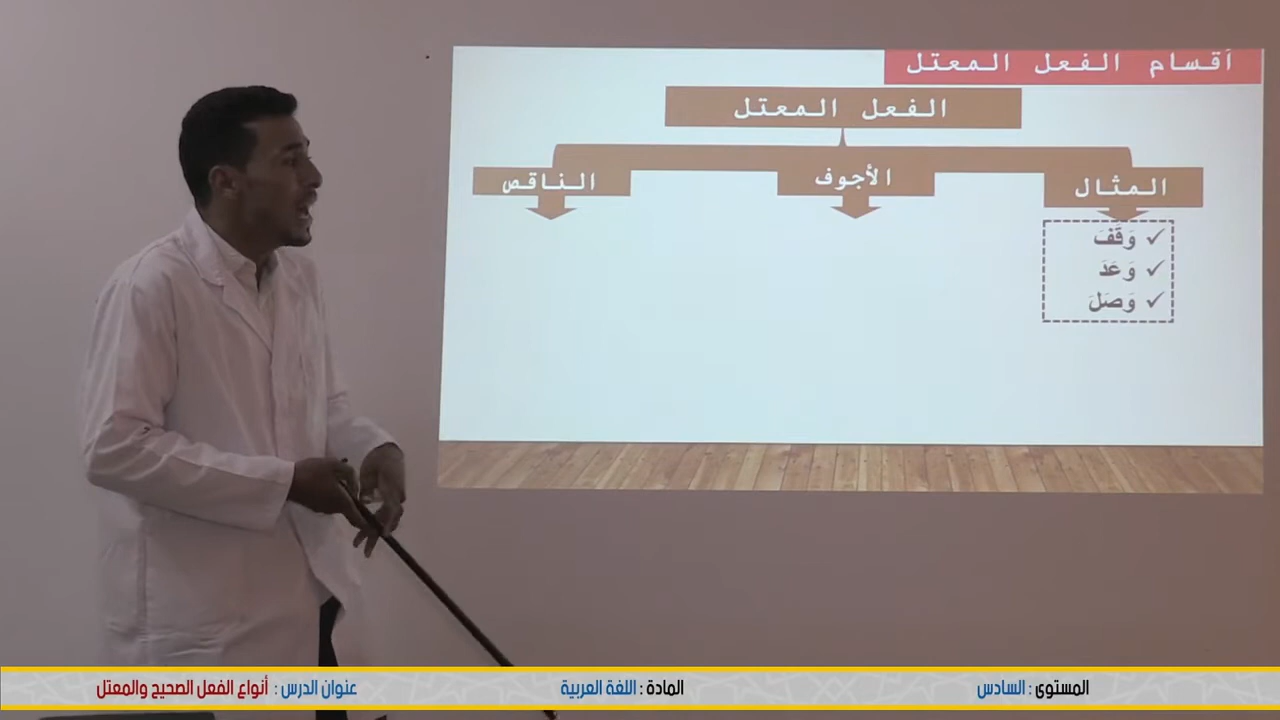 أقسام الفعل المعتل
الفعل المعتل
المثال
الأجوف
الناقص
✓ وَقَفَ
✓ وَعَدَ
✓ وَصَلَ
المستوى : السادس
المادة : اللغة العربية
عنوان الدرس : أنواع الفعل الصحيح والمعتل